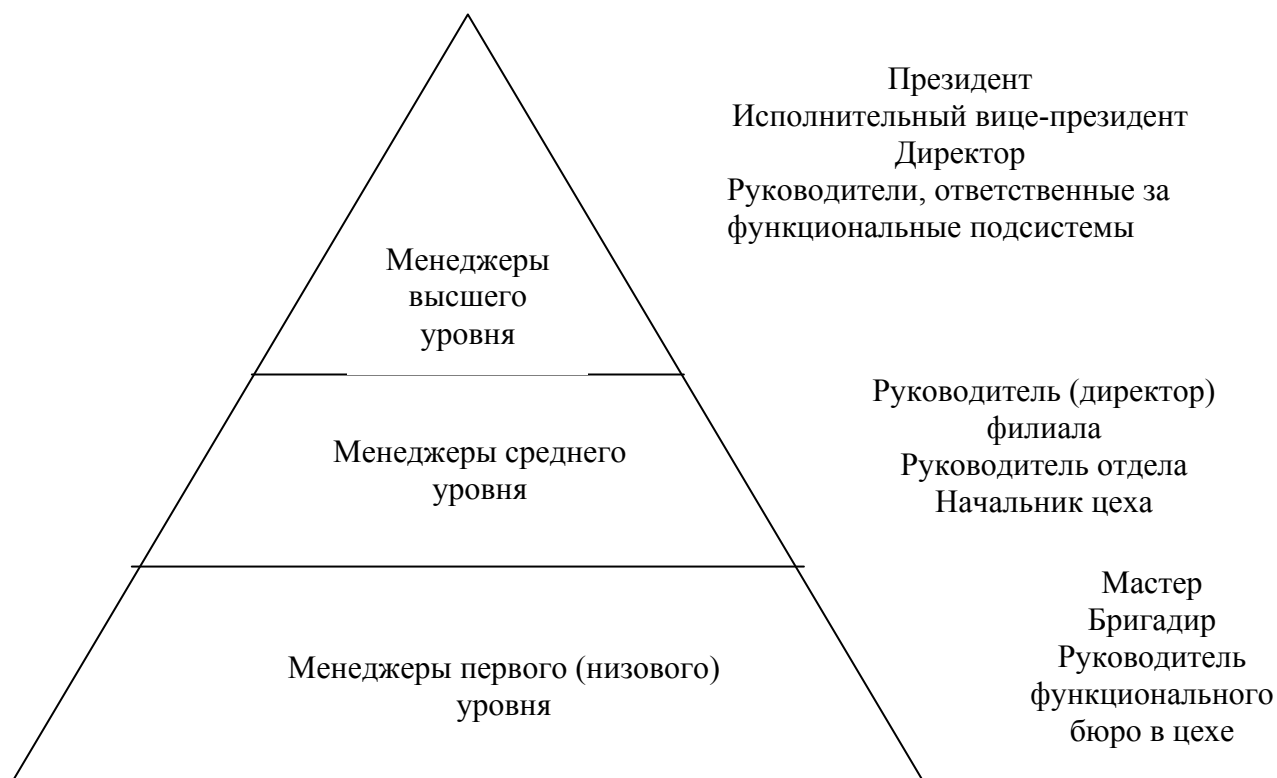 Президент
Исполнительный вице-президент
Директор
Руководители, ответственные за
функциональные подсистемы
Менеджеры
высшего
уровня
Руководитель (директор)
филиала
Руководитель отдела
Начальник цеха
Менеджеры среднего
уровня
Мастер
Бригадир
Руководитель
функционального
бюро в цехе
Менеджеры первого (низового)
уровня